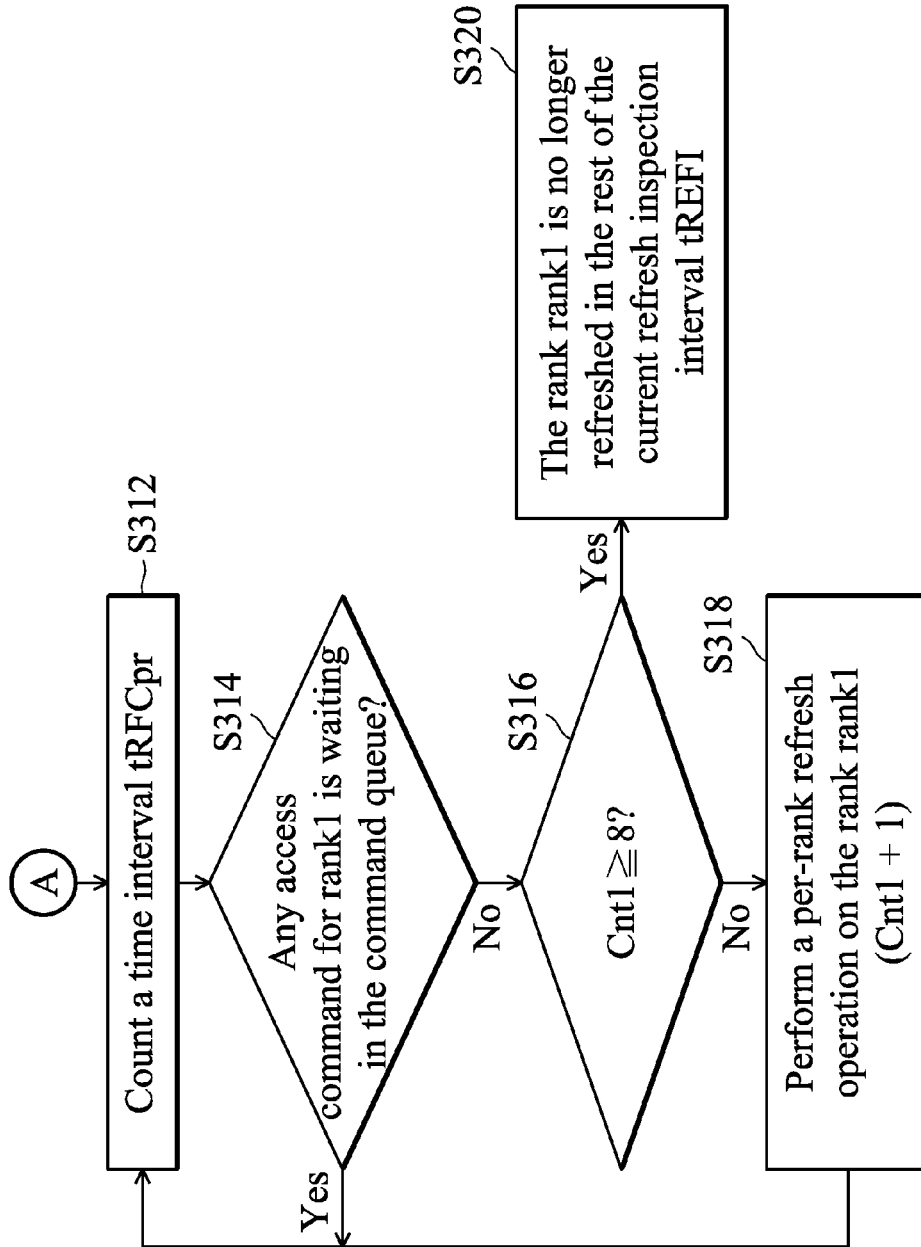 A
Count a time interval tRFCpr
S312
Any access
command for rank1 is waiting
in the command queue?
S314
Yes
No
Cnt1 ≧ 8?
S316
Yes
The rank rank1 is no longer
refreshed in the rest of the
current refresh inspection
interval tREFI
S320
No
Perform a per-rank refresh
operation on the rank rank1
(Cnt1 + 1)
S318